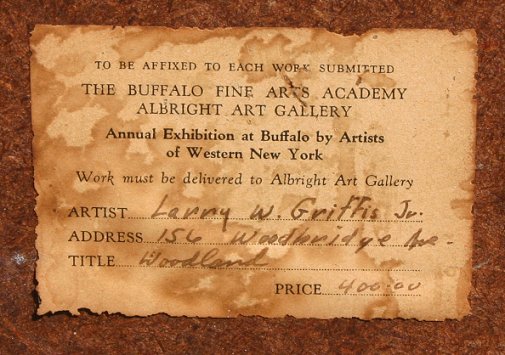 TO BE AFFIXED TO EACH WORK SUBMITTED
THE BUFFALO FINE ARTS ACADEMY
ALBRIGHT ART GALLERY
Annual Exhibition at Buffalo by Artists
of Western New York
Work must be delivered to Albright Art Gallery
ARTIST Larry W. Griffis Jr.
ADDRESS 156 Woodbridge Ave.
TITLE Woodland
PRICE 400.00